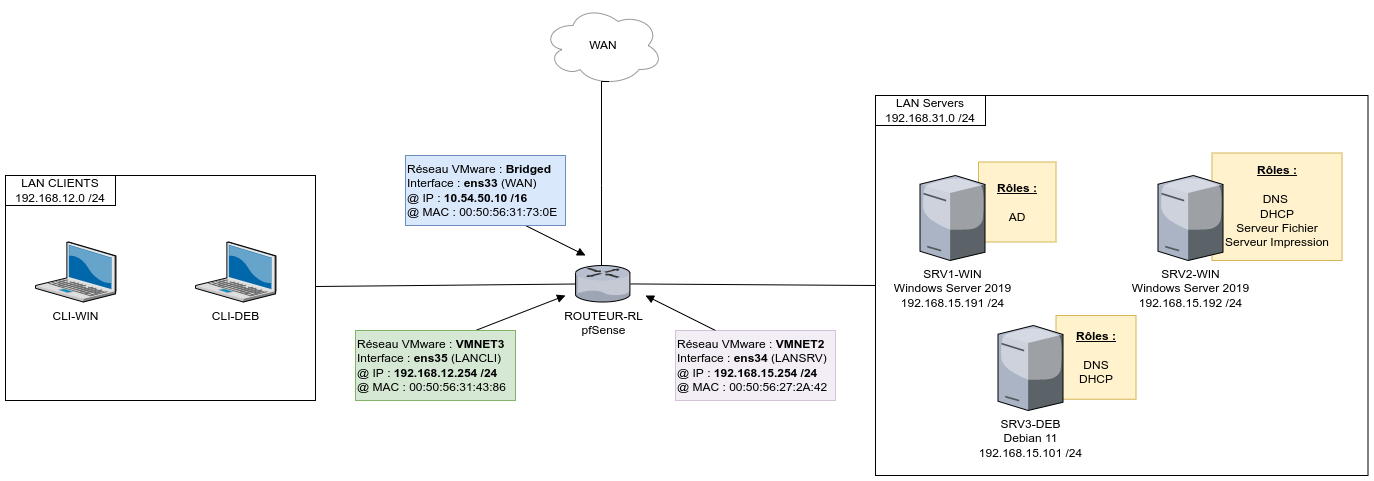 WAN
LAN Servers
192.168.31.0 /24
Réseau VMware : Bridged
Interface : ens33 (WAN)
@ IP : 10.54.50.10 /16
@ MAC : 00:50:56:31:73:0E
LAN CLIENTS
192.168.12.0 /24
Rôles :
AD
Rôles :
DNS
DHCP
Serveur Fichier
Serveur Impression
SRV1-WIN
Windows Server 2019
192.168.15.191 /24
SRV2-WIN
Windows Server 2019
192.168.15.192 /24
CLI-WIN
CLI-DEB
ROUTEUR-RL
pfSense
Réseau VMware : VMNET3
Interface : ens35 (LANCLI)
@ IP : 192.168.12.254 /24
@ MAC : 00:50:56:31:43:86
Réseau VMware : VMNET2
Interface : ens34 (LANSRV)
@ IP : 192.168.15.254 /24
@ MAC : 00:50:56:27:2A:42
Rôles :
DNS
DHCP
SRV3-DEB
Debian 11
192.168.15.101 /24